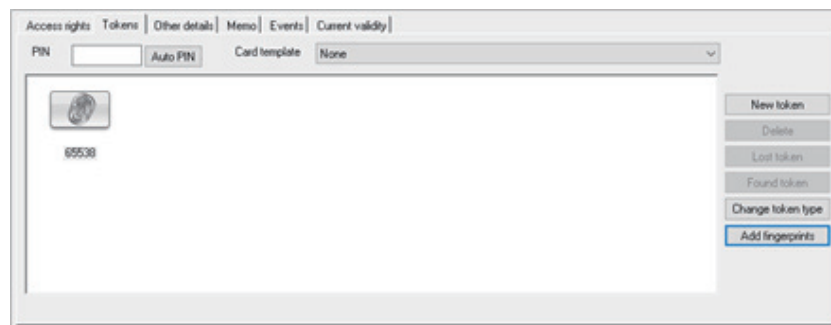 Access rights Tokens Other details Memo Events Current validity
PIN Auto PIN Card template None
New token
65538 Delete
Lost token
Found token
Change token type
Add fingerprints